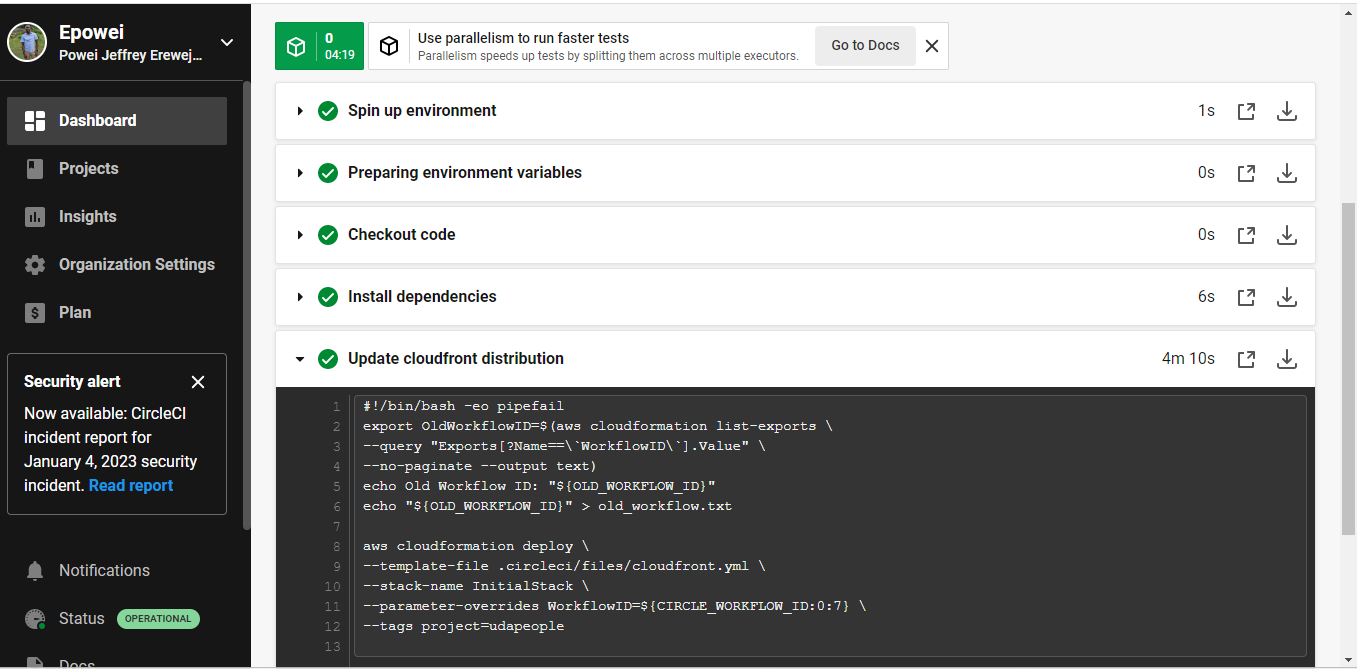 Epowei
Powei Jeffrey Erewej...
Dashboard
Projects
Insights
Organization Settings
Plan
Security alert
Now available: CircleCI
incident report for
January 4, 2023 security
incident. Read report
Notifications
Status OPERATIONAL
Docs
0
04:19
Use parallelism to run faster tests
Parallelism speeds up tests by splitting them across multiple executors.
Go to Docs
Spin up environment 1s
Preparing environment variables 0s
Checkout code 0s
Install dependencies 6s
Update cloudfront distribution 4m 10s
1 #!/bin/bash -eo pipefail
2 export OldWorkflowID=$(aws cloudformation list-exports \
3 --query "Exports[?Name==\`WorkflowID\`].Value" \
4 --no-paginate --output text)
5 echo Old Workflow ID: "${OLD_WORKFLOW_ID}"
6 echo "${OLD_WORKFLOW_ID}" > old_workflow.txt
7
8 aws cloudformation deploy \
9 --template-file .circleci/files/cloudfront.yml \
10 --stack-name InitialStack \
11 --parameter-overrides WorkflowID=${CIRCLE_WORKFLOW_ID:0:7} \
12 --tags project=udapeople
13